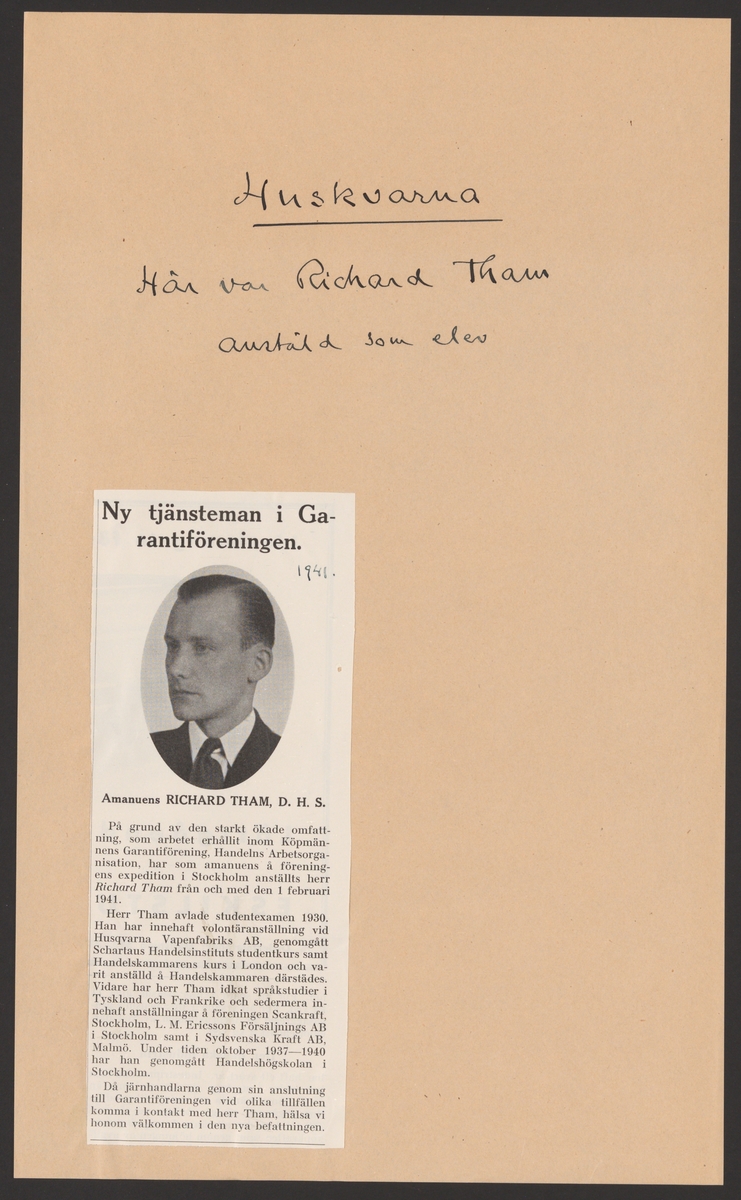 Huskvarna
Här var Richard Tham
anstäld som elev
Ny tjänsteman i Ga-
rantiföreningen.
1941.
Amanuens RICHARD THAM, D. H. S.
På grund av den starkt ökade omfatt-
ning, som arbetet erhållit inom Köpmän-
nens Garantiförening, Handelns Arbetsorga-
nisation, har som amanuens å förening-
ens expedition i Stockholm anställts herr
Richard Tham från och med den 1 februari
1941.
Herr Tham avlade studentexamen 1930.
Han har innehaft volontäranställning vid
Husqvarna Vapenfabriks AB, genomgått
Schartaus Handelsinstituts studentkurs samt
Handelskammarens kurs i London och va-
rit anställd å Handelskammaren därstädes.
Vidare har herr Tham idkat språkstudier i
Tyskland och Frankrike och sedermera in-
nehaft anställningar å föreningen Scankraft,
Stockholm, L. M. Ericssons Försäljnings AB
i Stockholm samt i Sydsvenska Kraft AB,
Malmö. Under tiden oktober 1937—1940
har han genomgått Handelshögskolan i
Stockholm.
Då järnhandlarna genom sin anslutning
till Garantiföreningen vid olika tillfällen
komma i kontakt med herr Tham, hälsa vi
honom välkommen i den nya befattningen.